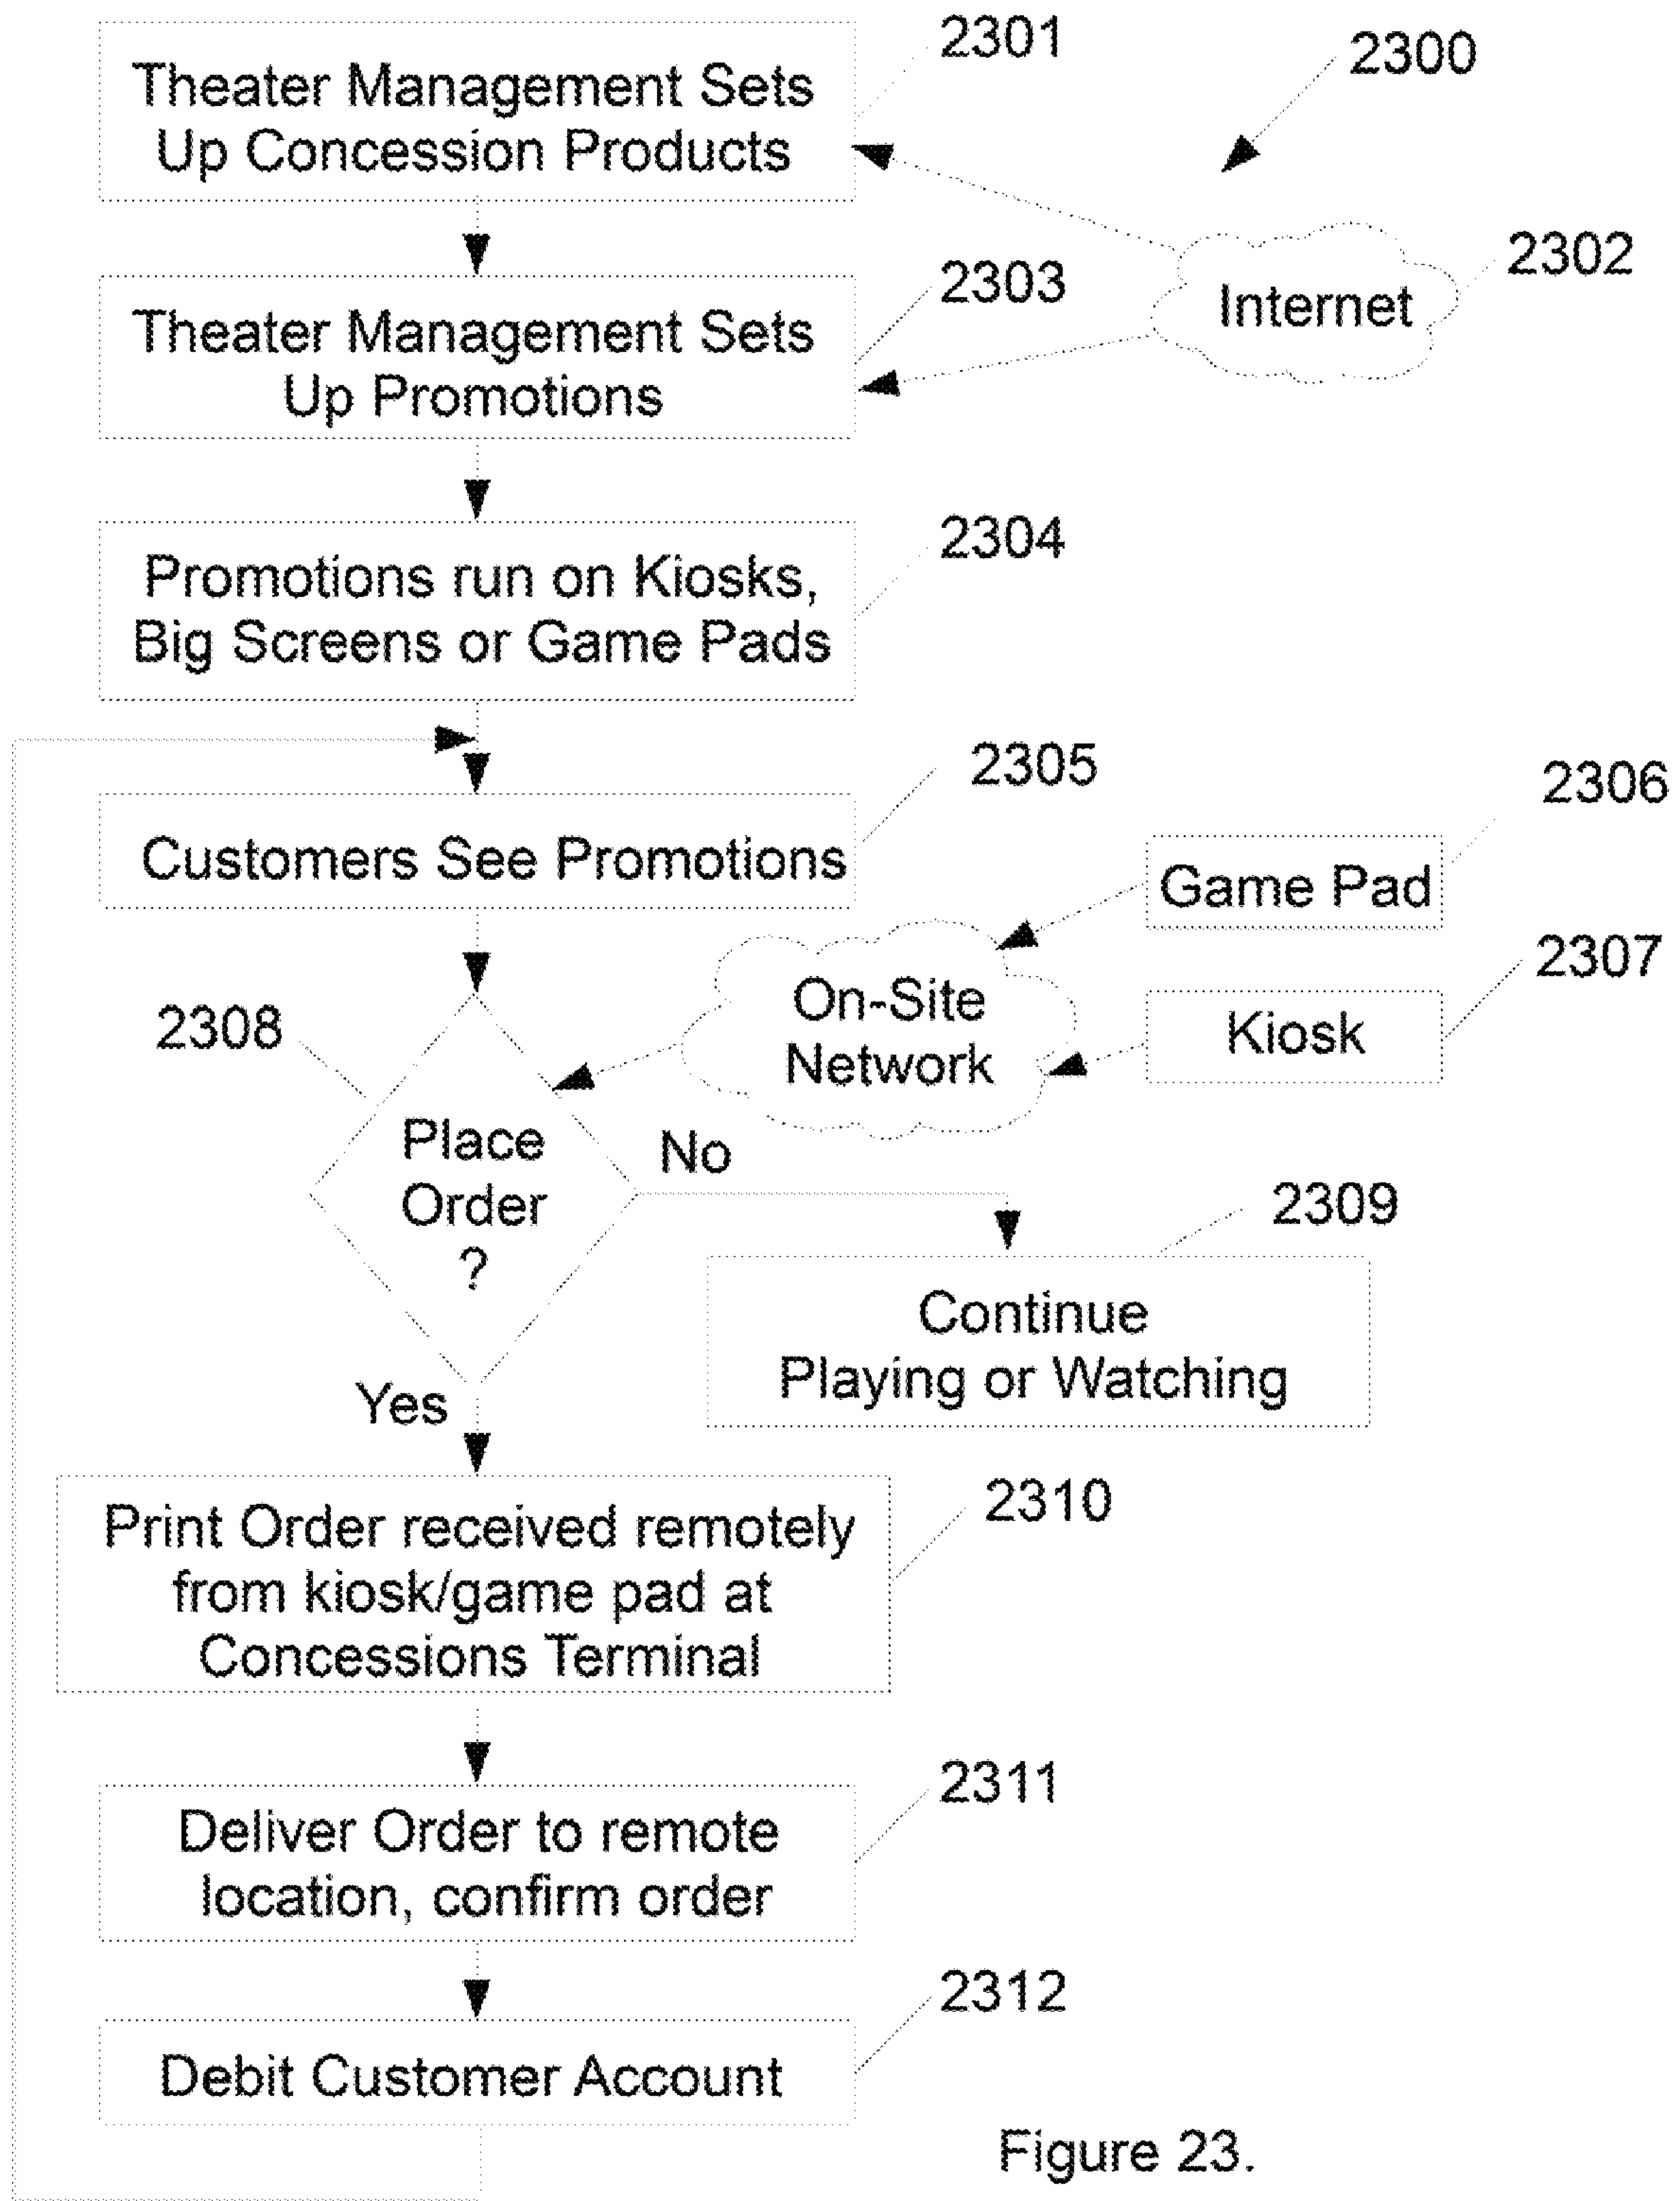 2301
2300
Theater Management Sets
Up Concession Products
2302
Internet
2303
Theater Management Sets
Up Promotions
2304
Promotions run on Kiosks,
Big Screens or Game Pads
2305
Customers See Promotions
2306
Game Pad
2307
Kiosk
On-Site
Network
2308
Place
Order
?
No
2309
Continue
Playing or Watching
Yes
2310
Print Order received remotely
from kiosk/game pad at
Concessions Terminal
2311
Deliver Order to remote
location, confirm order
2312
Debit Customer Account
Figure 23.